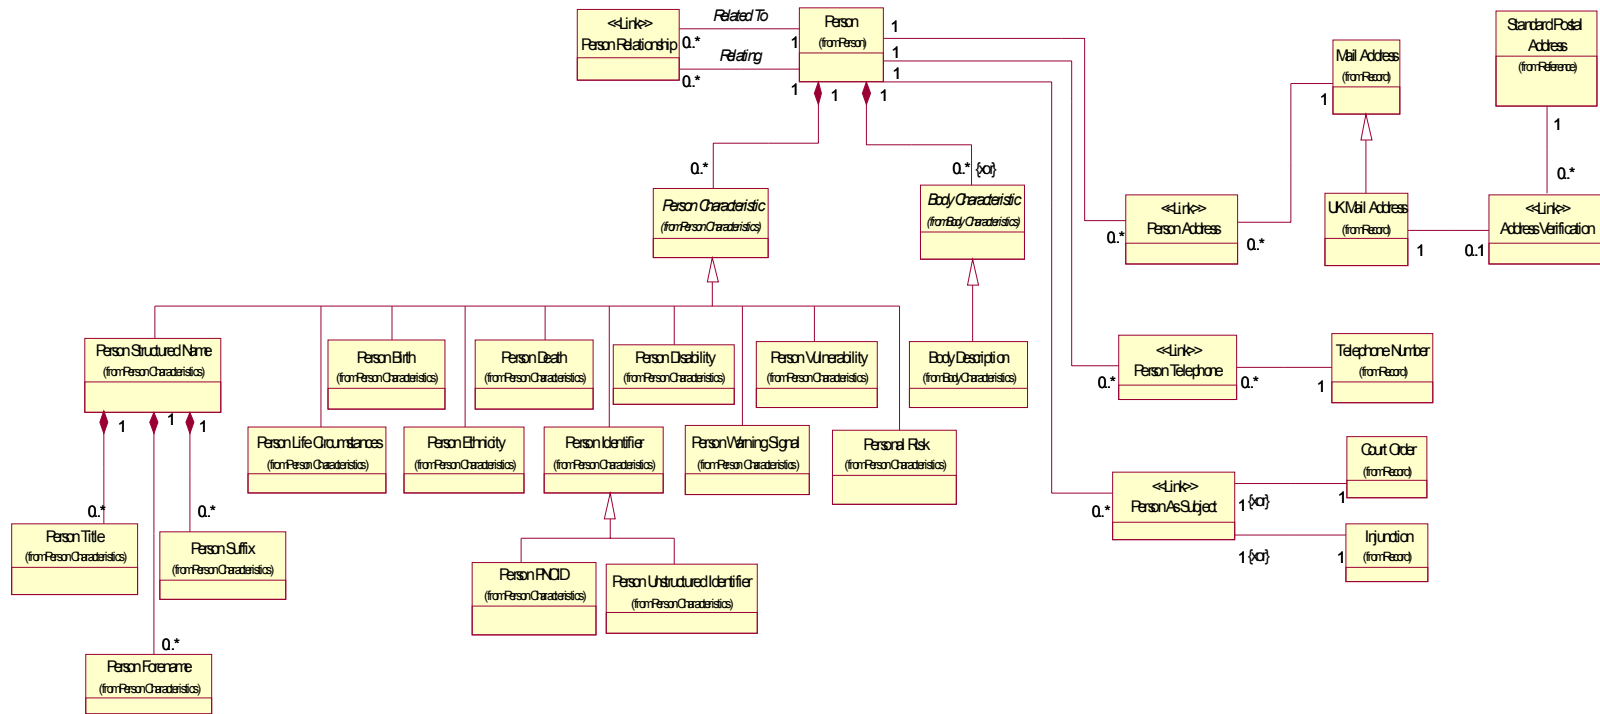 <<Link>>
Person Relationship
Related To
0..*
1
Relating
0..*
1
Person
(from Person)
1
1
1
1
1
0..*
0..* {xor}
Person Characteristic
(from Person Characteristics)
Body Characteristic
(from Body Characteristics)
Standard Postal
Address
(from Reference)
1
0..*
Mail Address
(from Record)
1
<<Link>>
Person Address
0..*
0..*
UK Mail Address
(from Record)
1
0..1
<<Link>>
Address Verification
Person Structured Name
(from Person Characteristics)
1
1
1
Person Birth
(from Person Characteristics)
Person Death
(from Person Characteristics)
Person Disability
(from Person Characteristics)
Person Vulnerability
(from Person Characteristics)
Body Description
(from Body Characteristics)
<<Link>>
Person Telephone
0..*
0..*
1
Telephone Number
(from Record)
Person Life Circumstances
(from Person Characteristics)
Person Ethnicity
(from Person Characteristics)
Person Identifier
(from Person Characteristics)
Person Warning Signal
(from Person Characteristics)
Personal Risk
(from Person Characteristics)
<<Link>>
Person As Subject
0..*
1 {xor}
1
Court Order
(from Record)
1 {xor}
1
Injunction
(from Record)
0..*
Person Title
(from Person Characteristics)
0..*
Person Suffix
(from Person Characteristics)
Person PNCID
(from Person Characteristics)
Person Unstructured Identifier
(from Person Characteristics)
0..*
Person Forename
(from Person Characteristics)